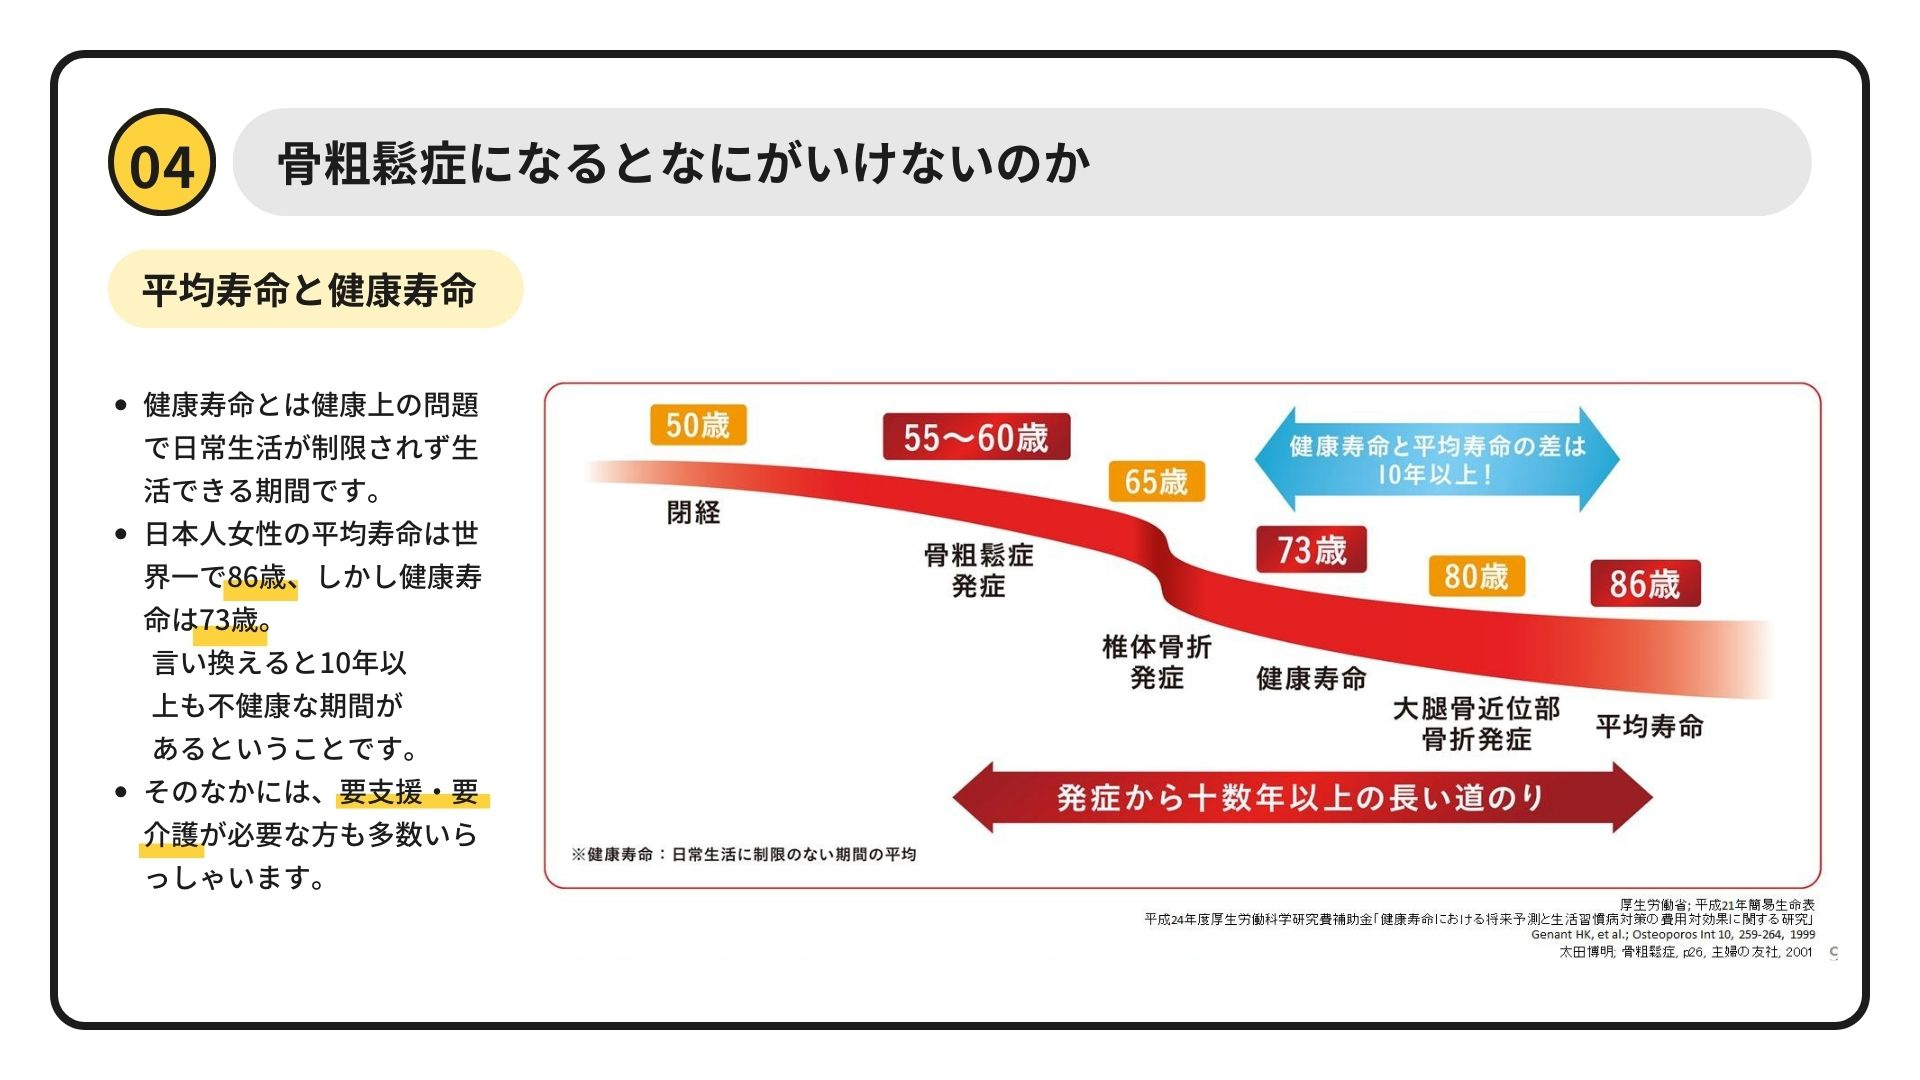 04
骨粗鬆症になるとなにがいけないのか
平均寿命と健康寿命
健康寿命とは健康上の問題
で日常生活が制限されず生
活できる期間です。
日本人女性の平均寿命は世
界一で86歳、しかし健康寿
命は73歳。
言い換えると10年以
上も不健康な期間が
あるということです。
そのなかには、要支援・要
介護が必要な方も多数いら
っしゃいます。
50歳
閉経
55〜60歳
骨粗鬆症
発症
65歳
椎体骨折
発症
健康寿命と平均寿命の差は
10年以上!
73歳
健康寿命
80歳
大腿骨近位部
骨折発症
86歳
平均寿命
発症から十数年以上の長い道のり
※健康寿命：日常生活に制限のない期間の平均
厚生労働省; 平成21年簡易生命表
平成24年度厚生労働科学研究費補助金「健康寿命における将来予測と生活習慣病対策の費用対効果に関する研究」
Genant HK, et al.; Osteoporos Int 10, 259-264, 1999
太田博明; 骨粗鬆症, p26, 主婦の友社, 2001